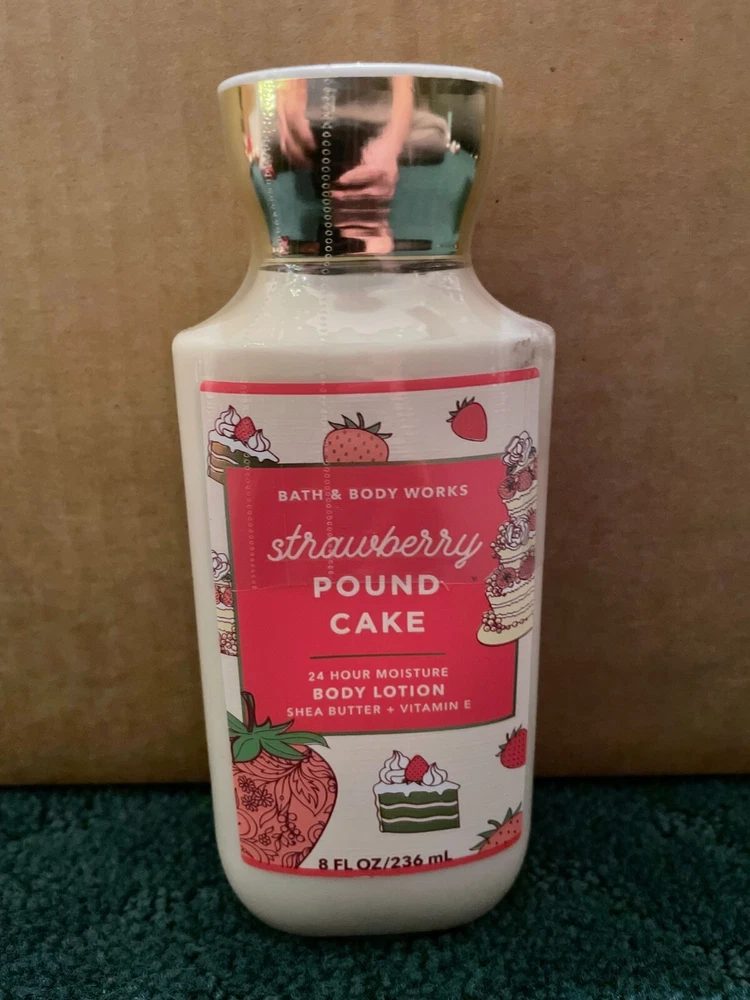 BATH & BODY WORKS
strawberry
POUND
CAKE
24 HOUR MOISTURE
BODY LOTION
SHEA BUTTER + VITAMIN E
8 FL OZ/236 mL